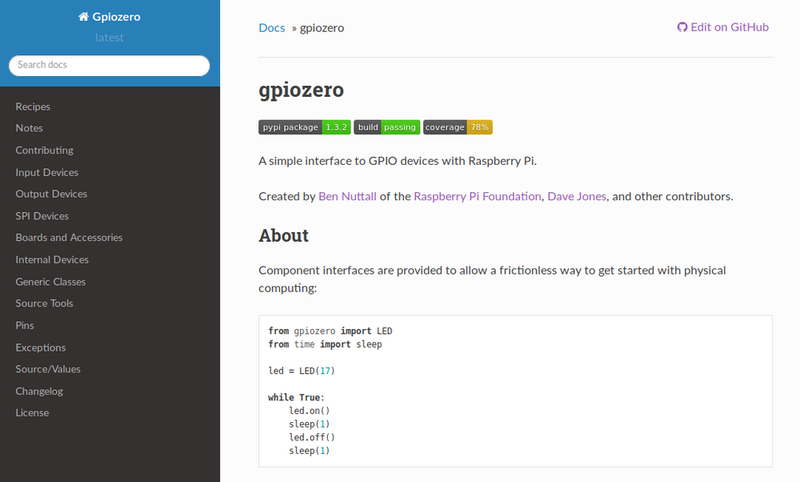 Gpiozero
latest
Search docs
Recipes
Notes
Contributing
Input Devices
Output Devices
SPI Devices
Boards and Accessories
Internal Devices
Generic Classes
Source Tools
Pins
Exceptions
Source/Values
Changelog
License
Docs » gpiozero
Edit on GitHub
gpiozero
pypi package 1.3.2 build passing coverage 78%
A simple interface to GPIO devices with Raspberry Pi.
Created by Ben Nuttall of the Raspberry Pi Foundation, Dave Jones, and other contributors.
About
Component interfaces are provided to allow a frictionless way to get started with physical
computing:
from gpiozero import LED
from time import sleep
led = LED(17)
while True:
    led.on()
    sleep(1)
    led.off()
    sleep(1)